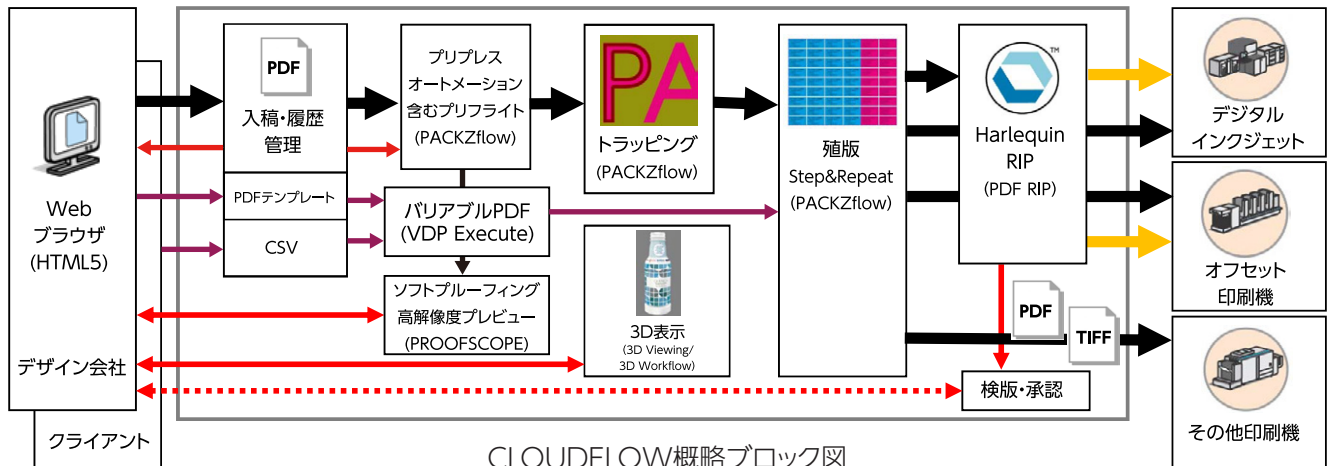 Web
ブラウザ
(HTML5)
デザイン会社
クライアント
PDF
入稿・履歴
管理
PDFテンプレート
CSV
プリプレス
オートメーション
含むプリフライト
(PACKZflow)
バリアブルPDF
(VDP Execute)
ソフトプルーフィング
高解像度プレビュー
(PROOFSCOPE)
PA
トラッピング
(PACKZflow)
3D表示
(3D Viewing/
3D Workflow)
殖版
Step&Repeat
(PACKZflow)
TM
Harlequin
RIP
(PDF RIP)
PDF
TIFF
検版・承認
デジタル
インクジェット
オフセット
印刷機
その他印刷機
CLOUDFLOW概略ブロック図